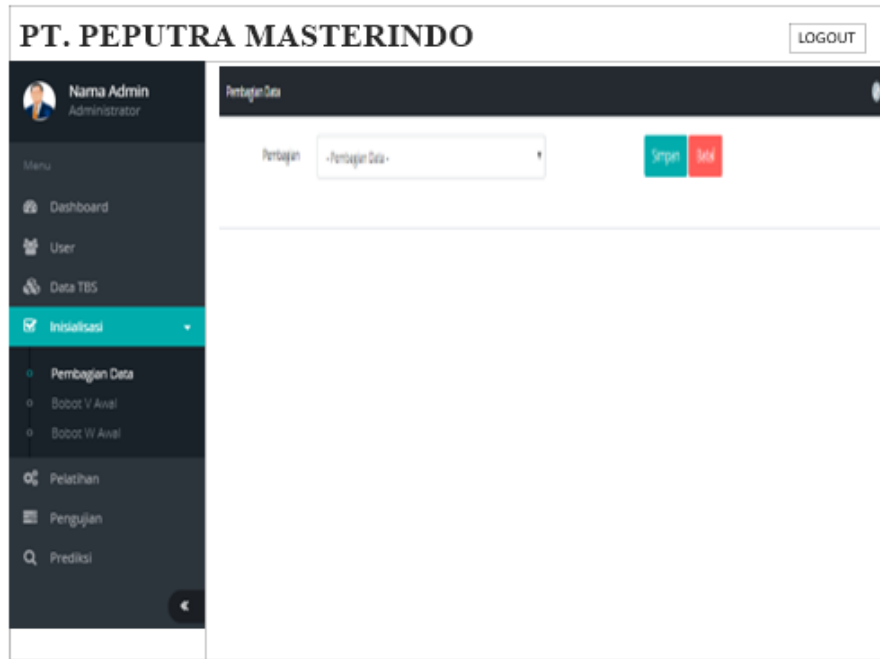 PT. PEPUTRA MASTERINDO
LOGOUT
Nama Admin
Administrator
Menu
Dashboard
User
Data TBS
Inisialisasi
Pembagian Data
Bobot V Awal
Bobot W Awal
Pelatihan
Pengujian
Prediksi
Pembagian Data
Pembagian
- Pembagian Data -
Simpan
Batal